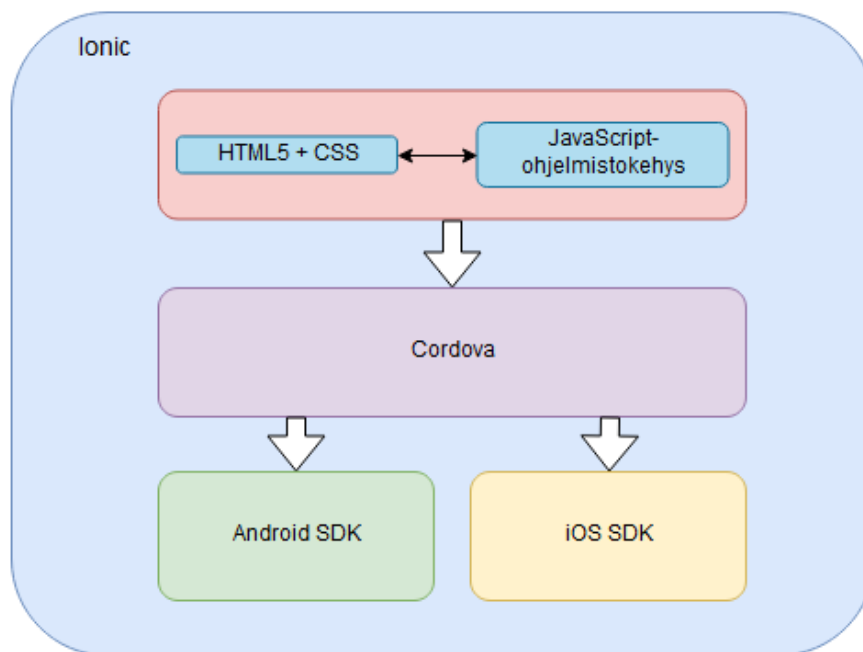 Ionic
HTML5 + CSS
JavaScript-
ohjelmistokehys
Cordova
Android SDK
iOS SDK